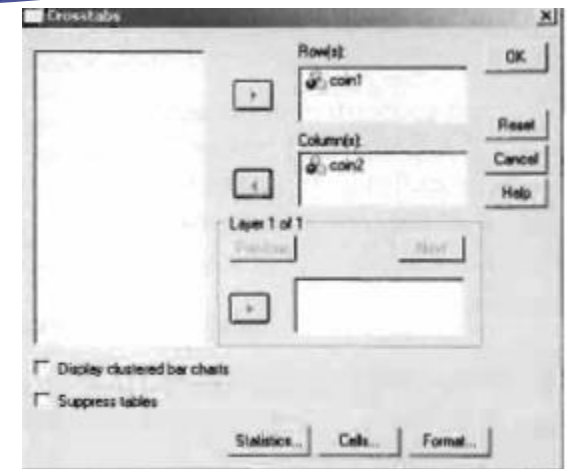 Crosstabs
Row(s):
OK
coin1
Reset
Column(s):
Cancel
coin2
Help
Layer 1 of 1
Previous
Next
Display clustered bar charts
Suppress tables
Statistics...
Cells...
Format...